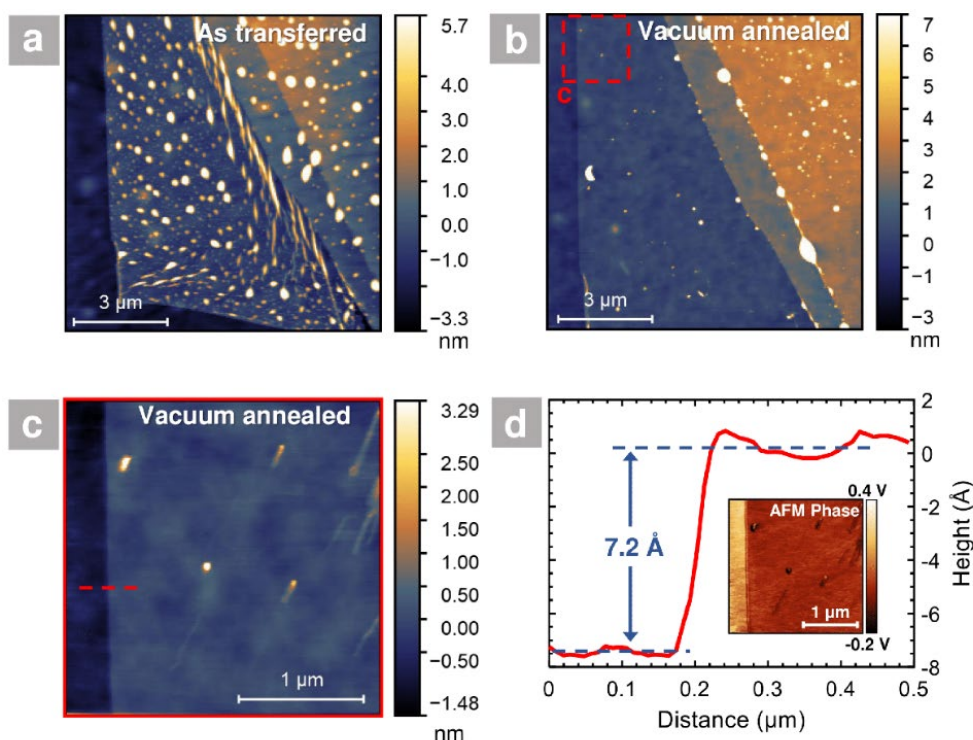 a
As transferred
5.7
4.0
3.0
2.0
1.0
0.0
−1.0
−3.3
nm
3 μm
b
Vacuum annealed
c
7
6
5
4
3
2
1
0
−1
−3
nm
3 μm
c
Vacuum annealed
3.29
2.50
2.00
1.50
1.00
0.50
0.00
−0.50
−1.48
nm
1 μm
d
7.2 Å
AFM Phase
0.4 V
-0.2 V
1 μm
2
0
-2
-4
-6
-8
Height (Å)
0 0.1 0.2 0.3 0.4 0.5
Distance (μm)